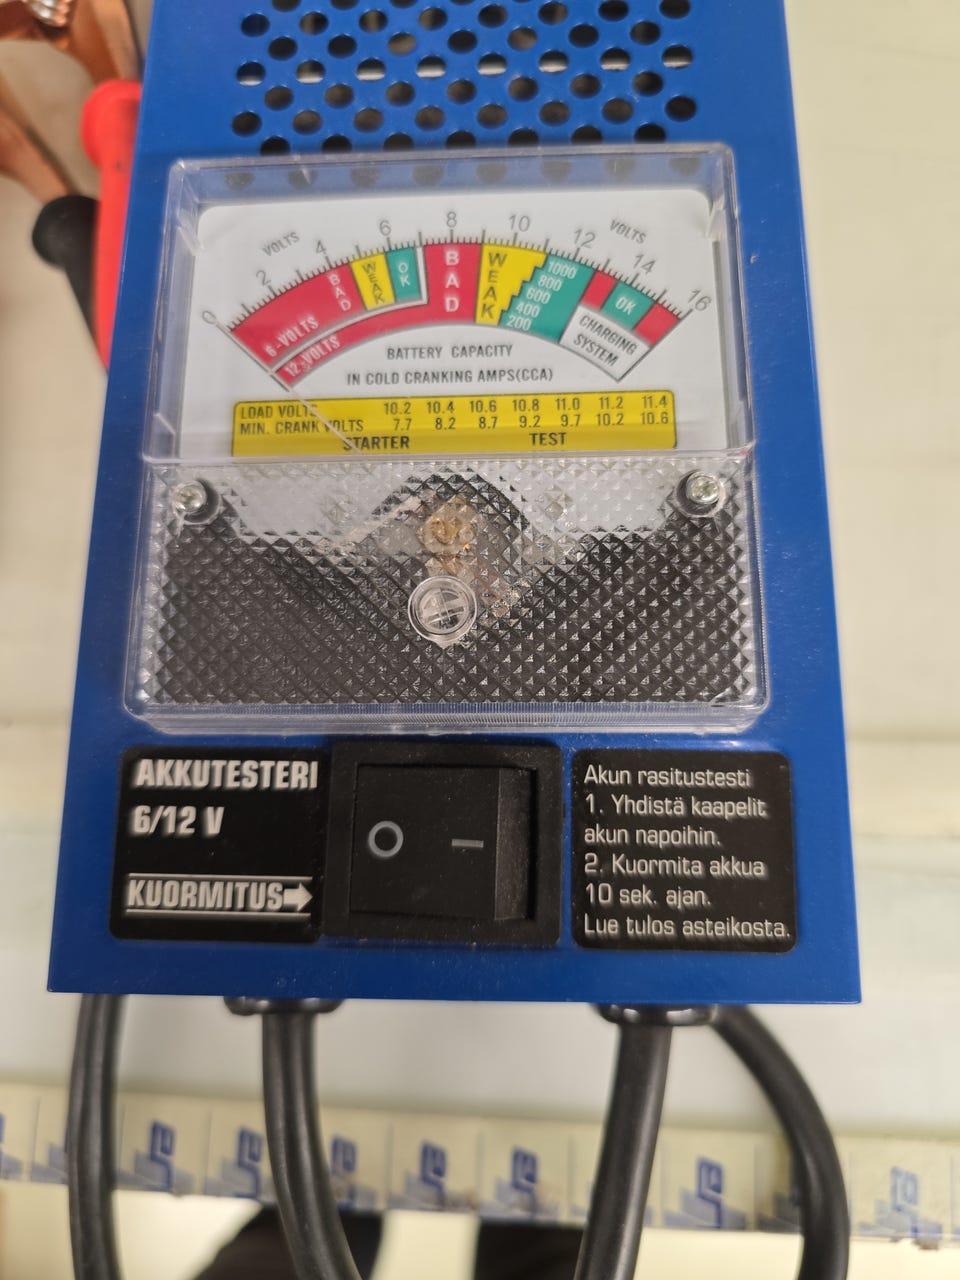 VOLTS
VOLTS
0 2 4 6 8 10 12 14 16
BAD
WEAK
OK
BAD
WEAK
1000
800
600
400
200
OK
6-VOLTS
12-VOLTS
CHARGING
SYSTEM
BATTERY CAPACITY
IN COLD CRANKING AMPS(CCA)
LOAD VOLTS 10.2 10.4 10.6 10.8 11.0 11.2 11.4
MIN. CRANK VOLTS 7.7 8.2 8.7 9.2 9.7 10.2 10.6
STARTER TEST
AKKUTESTERI
6/12 V
KUORMITUS
Akun rasitustesti
1. Yhdistä kaapelit
akun napoihin.
2. Kuormita akkua
10 sek. ajan.
Lue tulos asteikosta.